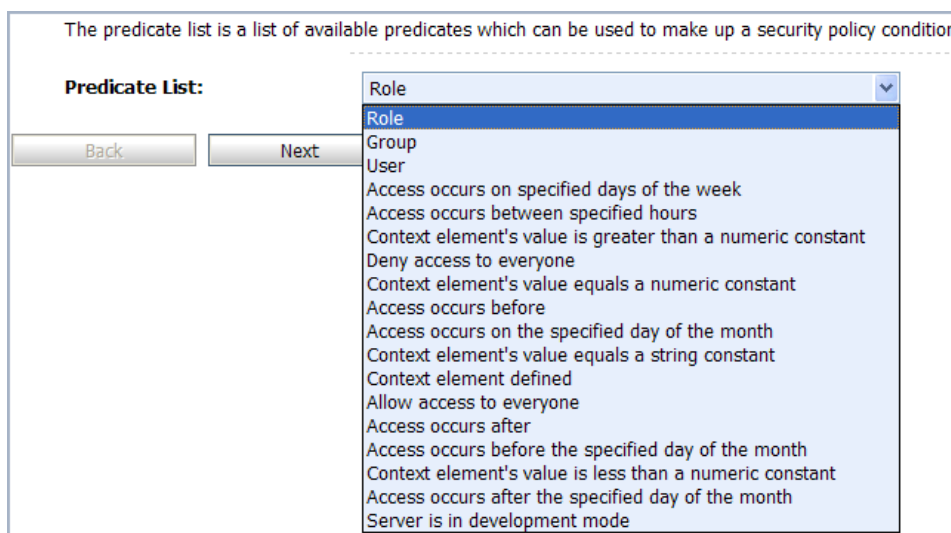 The predicate list is a list of available predicates which can be used to make up a security policy condition
Predicate List:
Role
Role
Group
User
Access occurs on specified days of the week
Access occurs between specified hours
Context element's value is greater than a numeric constant
Deny access to everyone
Context element's value equals a numeric constant
Access occurs before
Access occurs on the specified day of the month
Context element's value equals a string constant
Context element defined
Allow access to everyone
Access occurs after
Access occurs before the specified day of the month
Context element's value is less than a numeric constant
Access occurs after the specified day of the month
Server is in development mode
Back
Next